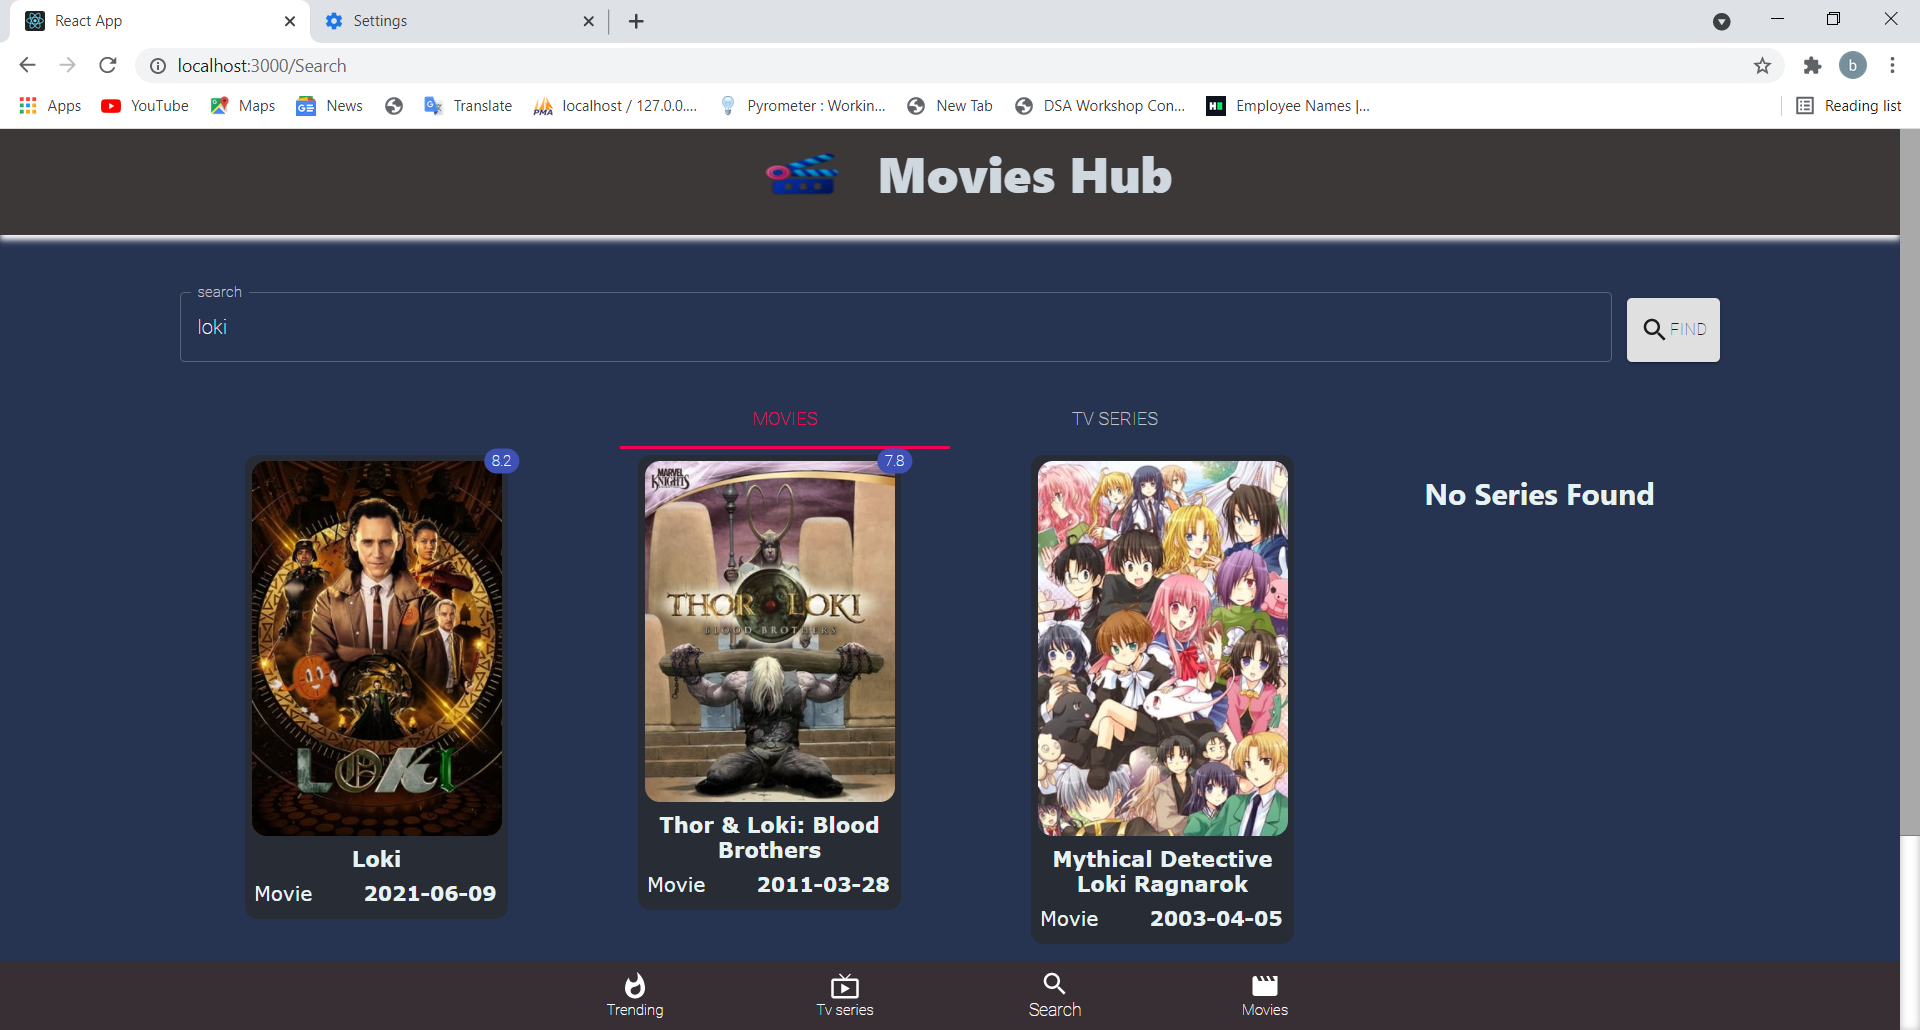 React App
Settings
localhost:3000/Search
b
Apps
YouTube
Maps
News
Translate
localhost / 127.0.0....
Pyrometer : Workin...
New Tab
DSA Workshop Con...
Employee Names |...
Reading list
Movies Hub
search
loki
FIND
MOVIES
TV SERIES
8.2
LOKI
Loki
Movie
2021-06-09
7.8
MARVEL
KNIGHTS
THOR LOKI
BLOOD BROTHERS
Thor & Loki: Blood
Brothers
Movie
2011-03-28
Mythical Detective
Loki Ragnarok
Movie
2003-04-05
No Series Found
Trending
Tv series
Search
Movies